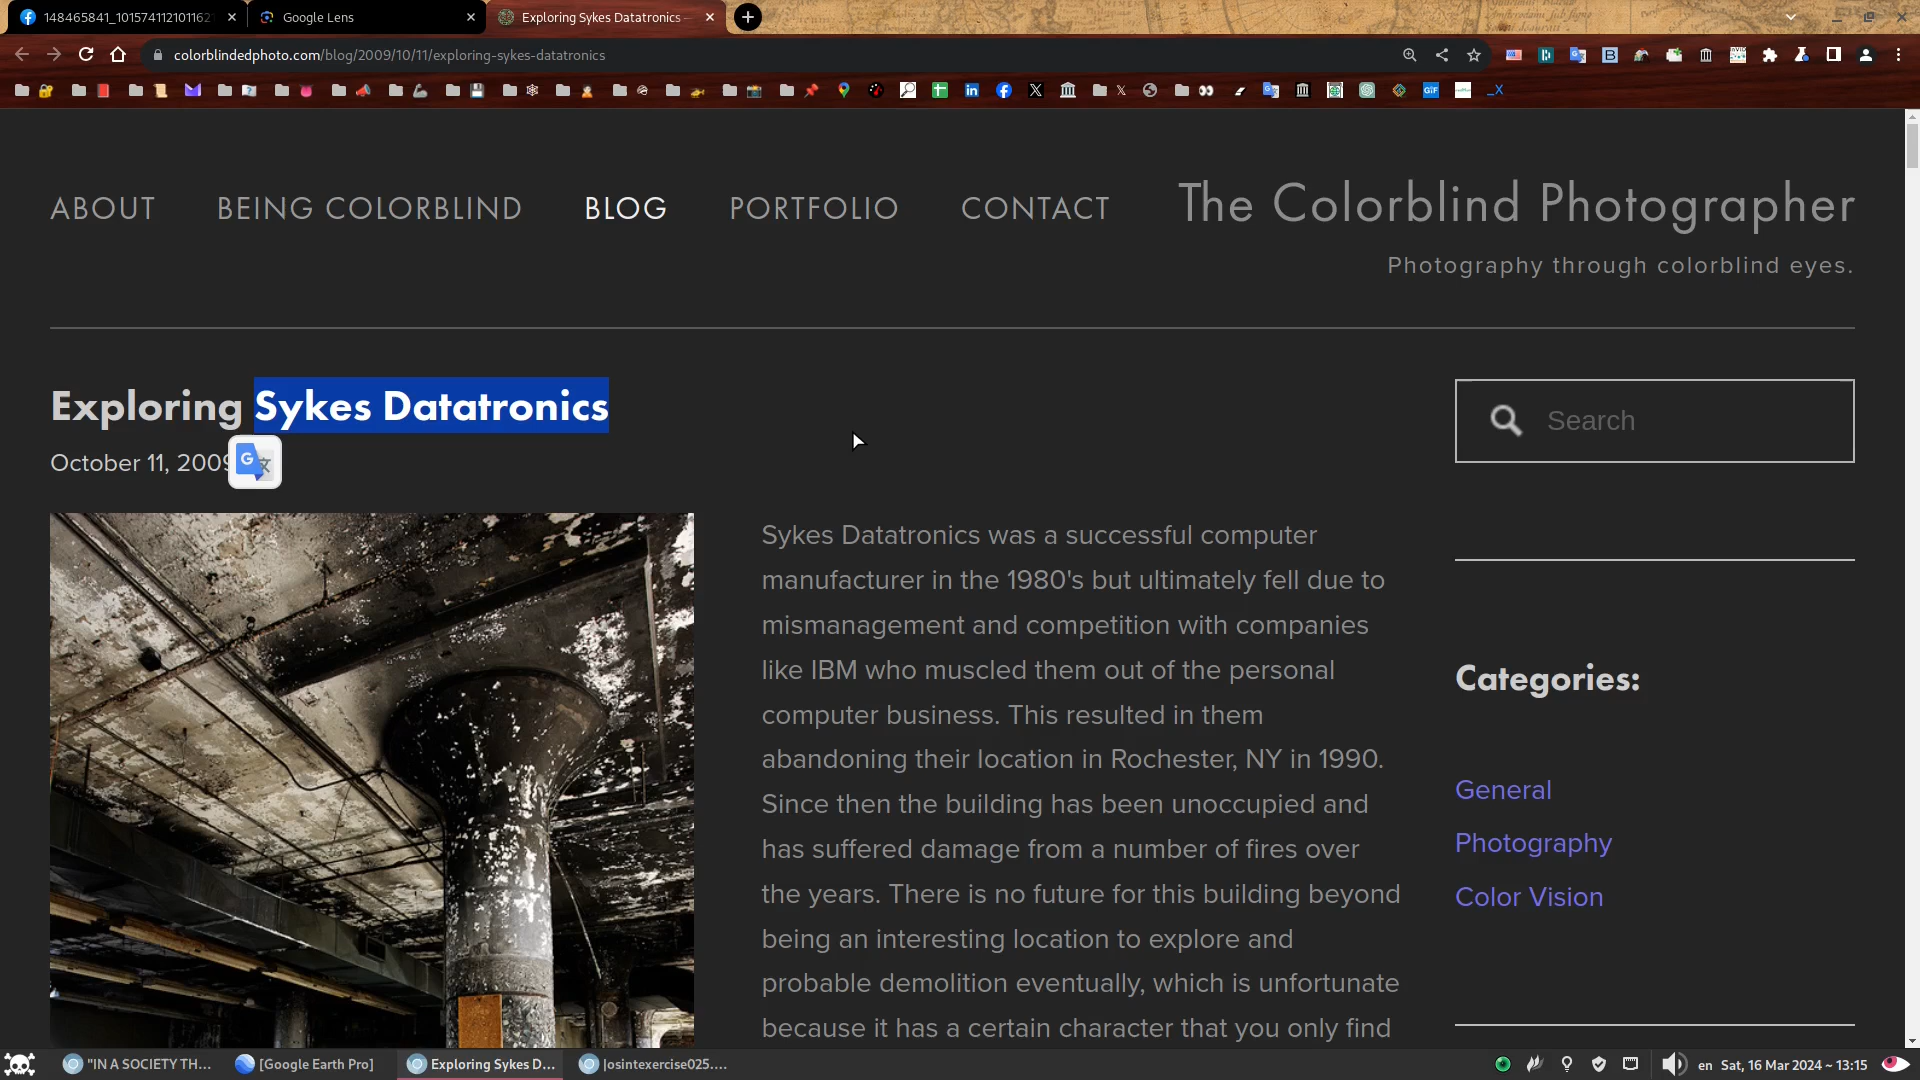 148465841_101574112101162
Google Lens
Exploring Sykes Datatronics —
colorblindedphoto.com/blog/2009/10/11/exploring-sykes-datatronics
ABOUT
BEING COLORBLIND
BLOG
PORTFOLIO
CONTACT
The Colorblind Photographer
Photography through colorblind eyes.
Exploring Sykes Datatronics
October 11, 2009
Search
Sykes Datatronics was a successful computer
manufacturer in the 1980's but ultimately fell due to
mismanagement and competition with companies
like IBM who muscled them out of the personal
computer business. This resulted in them
abandoning their location in Rochester, NY in 1990.
Since then the building has been unoccupied and
has suffered damage from a number of fires over
the years. There is no future for this building beyond
being an interesting location to explore and
probable demolition eventually, which is unfortunate
because it has a certain character that you only find
Categories:
General
Photography
Color Vision
"IN A SOCIETY TH...
[Google Earth Pro]
Exploring Sykes D...
|osintexercise025....
en
Sat, 16 Mar 2024 ~ 13:15